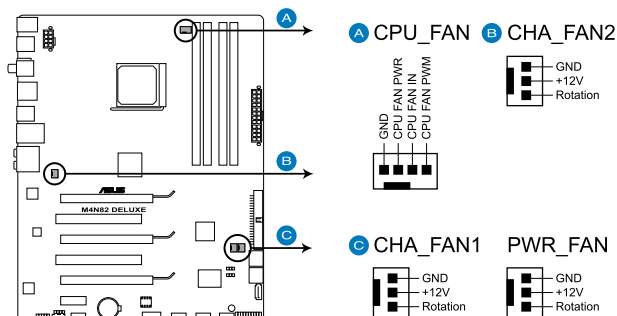 A
A CPU_FAN
B CHA_FAN2
GND
CPU FAN PWR
CPU FAN IN
CPU FAN PWM
GND
+12V
Rotation
B
/SUS
M4N82 DELUXE
C
C CHA_FAN1
PWR_FAN
GND
+12V
Rotation
GND
+12V
Rotation